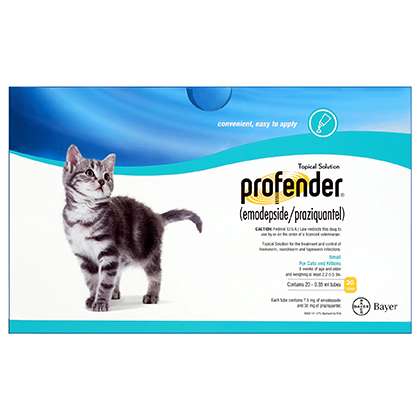 convenient, easy to apply
Topical Solution
profender
(emodepside/praziquantel)
CAUTION: Federal (U.S.A.) Law restricts this drug to
use by or on the order of a licensed veterinarian.
Topical Solution for the treatment and control of
hookworm, roundworm and tapeworm infections
Small
For Cats and Kittens
8 weeks of age and older
and weighing at least 2.2-5.5 lbs.
Contains 20 - 0.35 ml tubes
20
Each tube contains 7.5 mg of emodepside
and 30 mg of praziquantel.
BAYER
Bayer